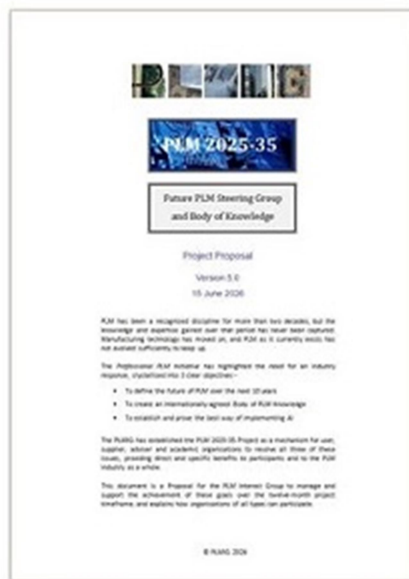 PLMIG
PLM 2025-35
Future PLM Steering Group
and Body of Knowledge
Project Proposal
Version 5.0
15 June 2026
PLM has been a recognised discipline for more than two decades, but the
knowledge and expertise gained over that period has never been captured.
Manufacturing technology has moved on, and PLM as it currently exists has
not evolved sufficiently to keep up.
The Professional PLM Initiative has highlighted the need for an industry
response, crystallized into 3 clear objectives:-
• To define the future of PLM over the next 10 years
• To create an internationally-agreed Body of PLM Knowledge
• To establish and prove the best way of implementing AI
The PLMIG has established the PLM 2025-35 Project as a mechanism for user,
supplier, adviser and academic organisations to resolve all three of these
issues, providing direct and specific benefits to participants and to the PLM
industry as a whole.
This document is a Proposal for the PLM Interest Group to manage and
support the achievement of these goals over the twelve-month project
timeframe, and explains how organisations of all types can participate.
© PLMIG 2026